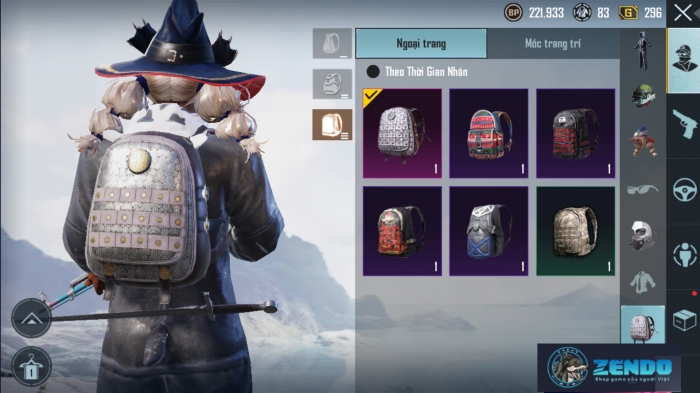 BP 221.933 83 G 296
Ngoại trang
Móc trang trí
Theo Thời Gian Nhận
1 1 1
1 1 1
ZENDO
Shop game của người Việt